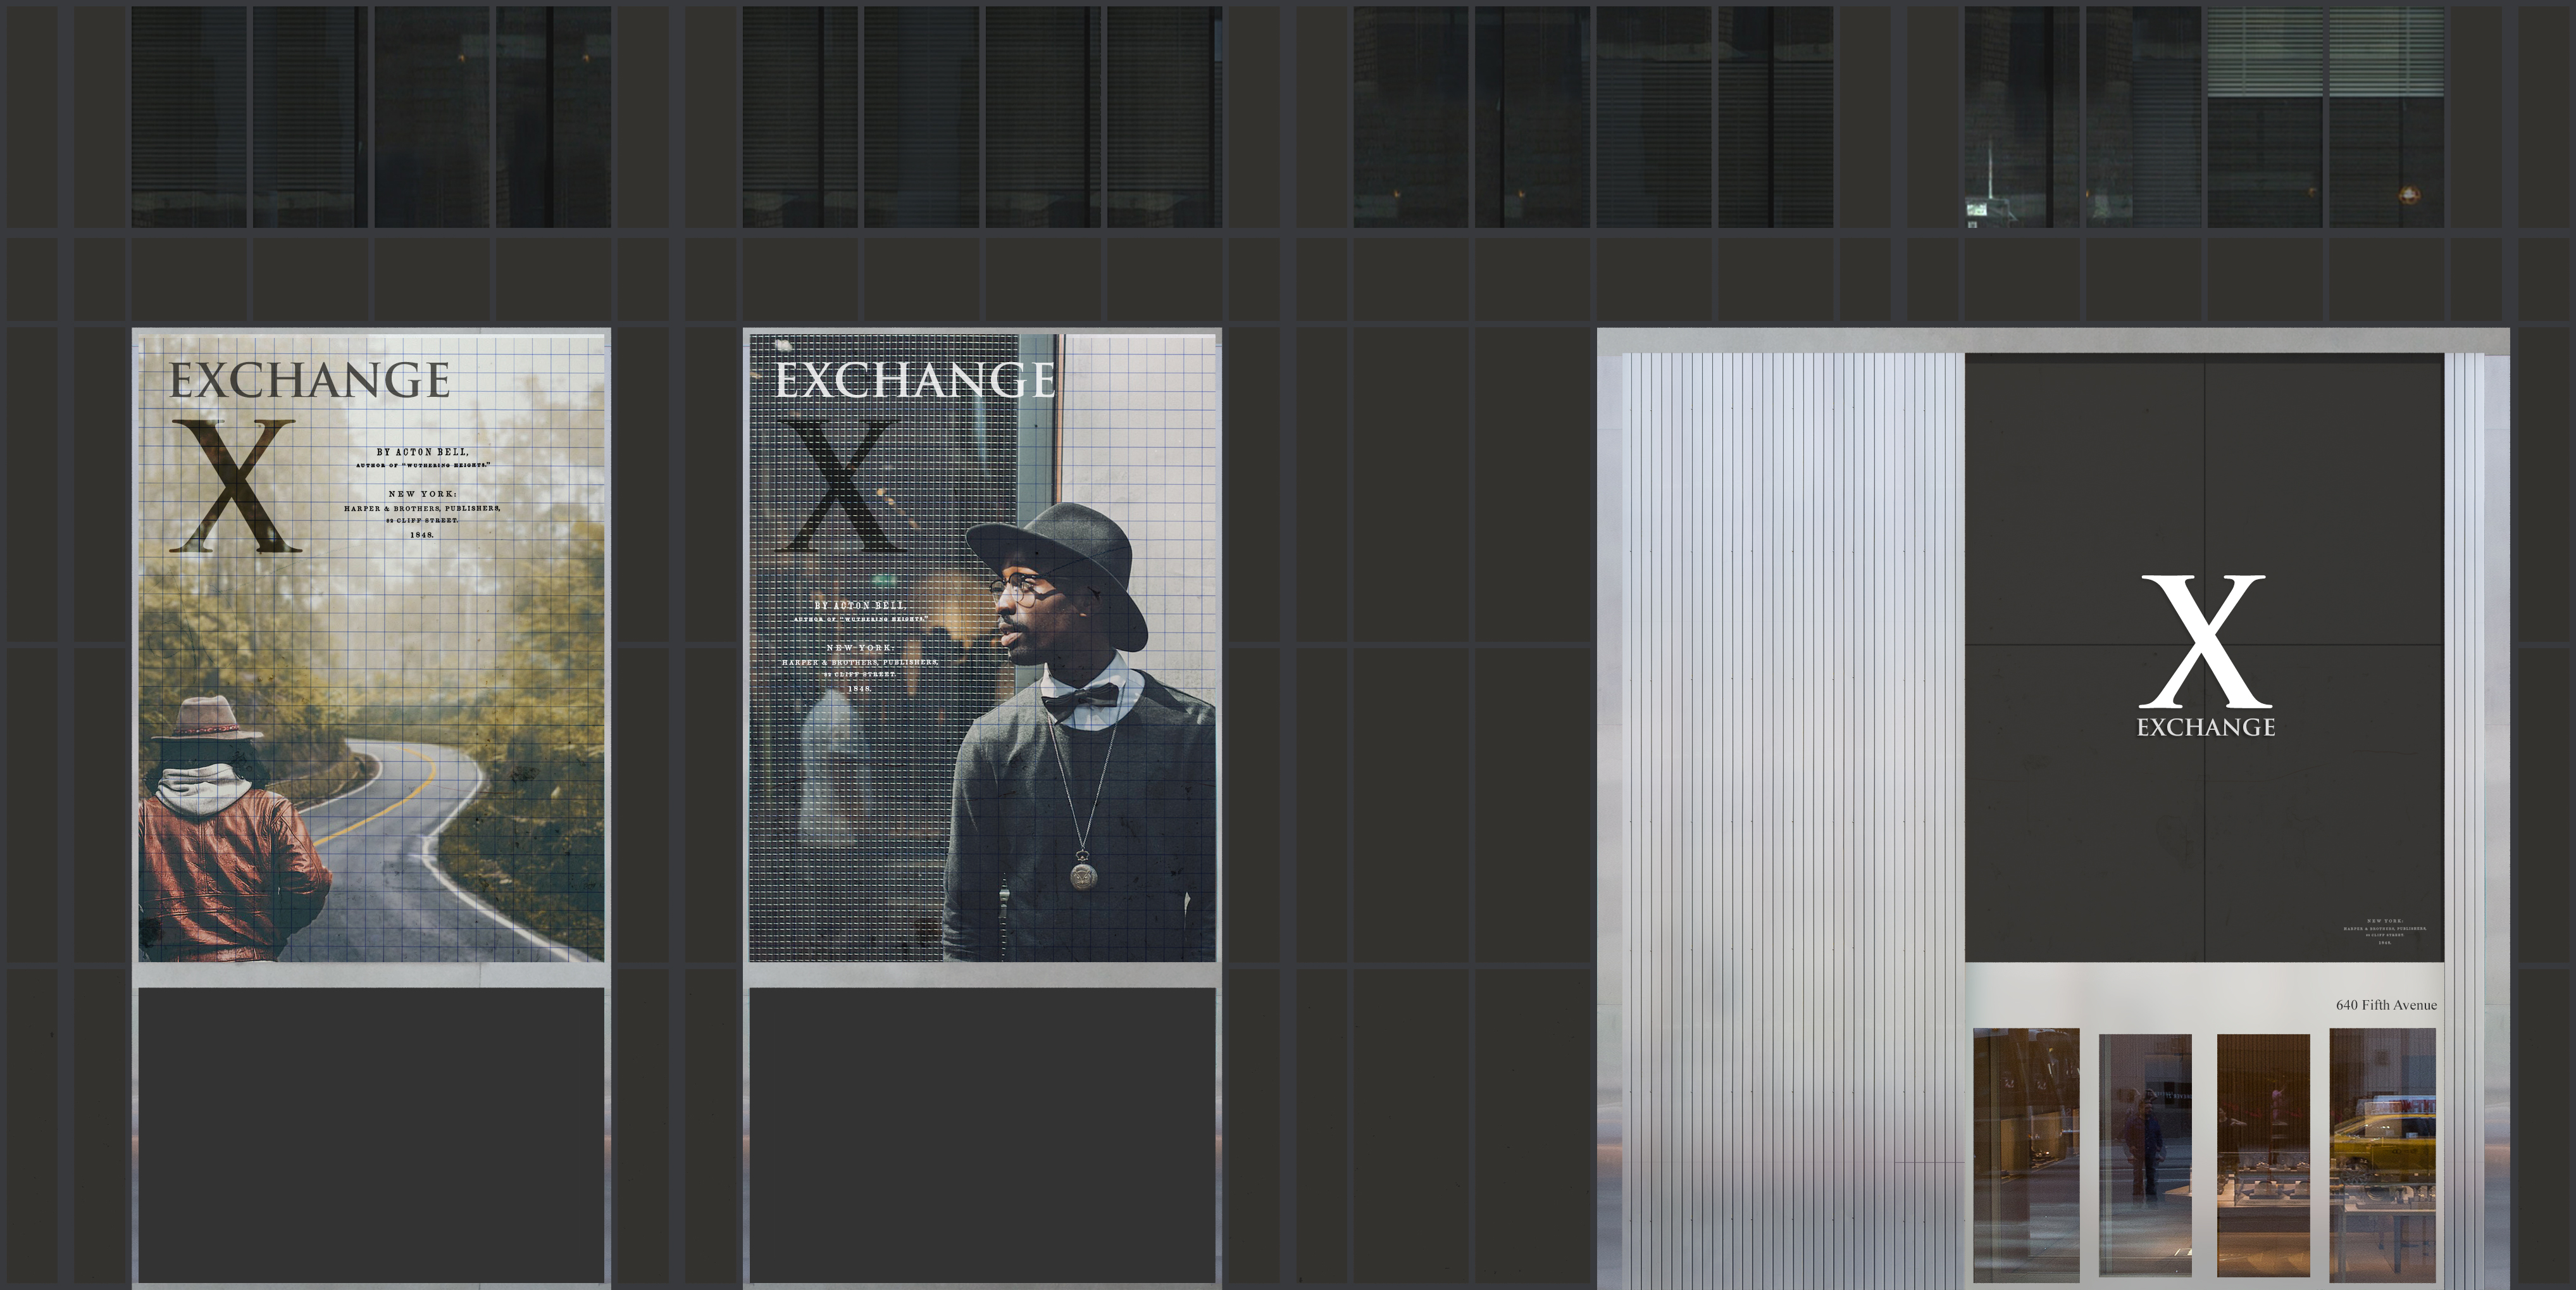 EXCHANGE
X
BY ACTON BELL,
AUTHOR OF "WUTHERING HEIGHTS."
NEW YORK:
HARPER & BROTHERS, PUBLISHERS,
82 CLIFF STREET.
1848.
EXCHANGE
X
BY ACTON BELL,
AUTHOR OF "WUTHERING HEIGHTS."
NEW YORK:
HARPER & BROTHERS, PUBLISHERS,
82 CLIFF STREET.
1848.
X
EXCHANGE
NEW YORK:
HARPER & BROTHERS, PUBLISHERS
82 CLIFF STREET.
1848.
640 Fifth Avenue